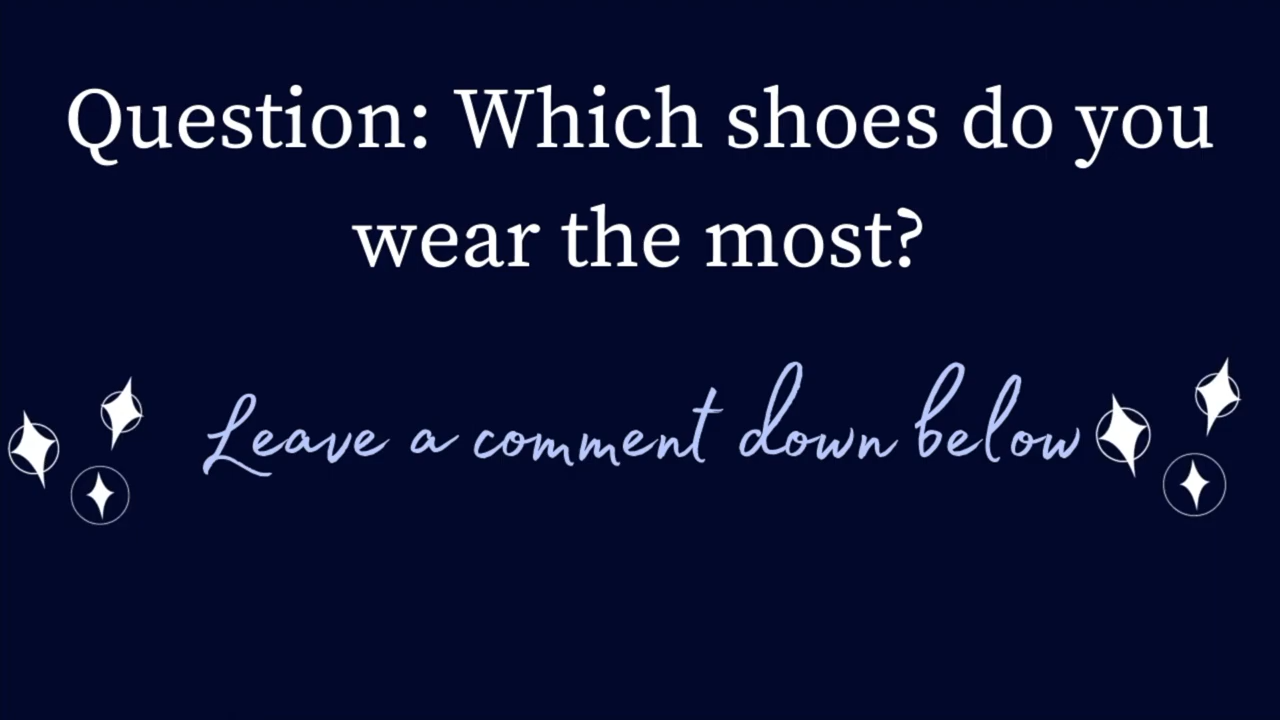 Question: Which shoes do you
wear the most?
Leave a comment down below